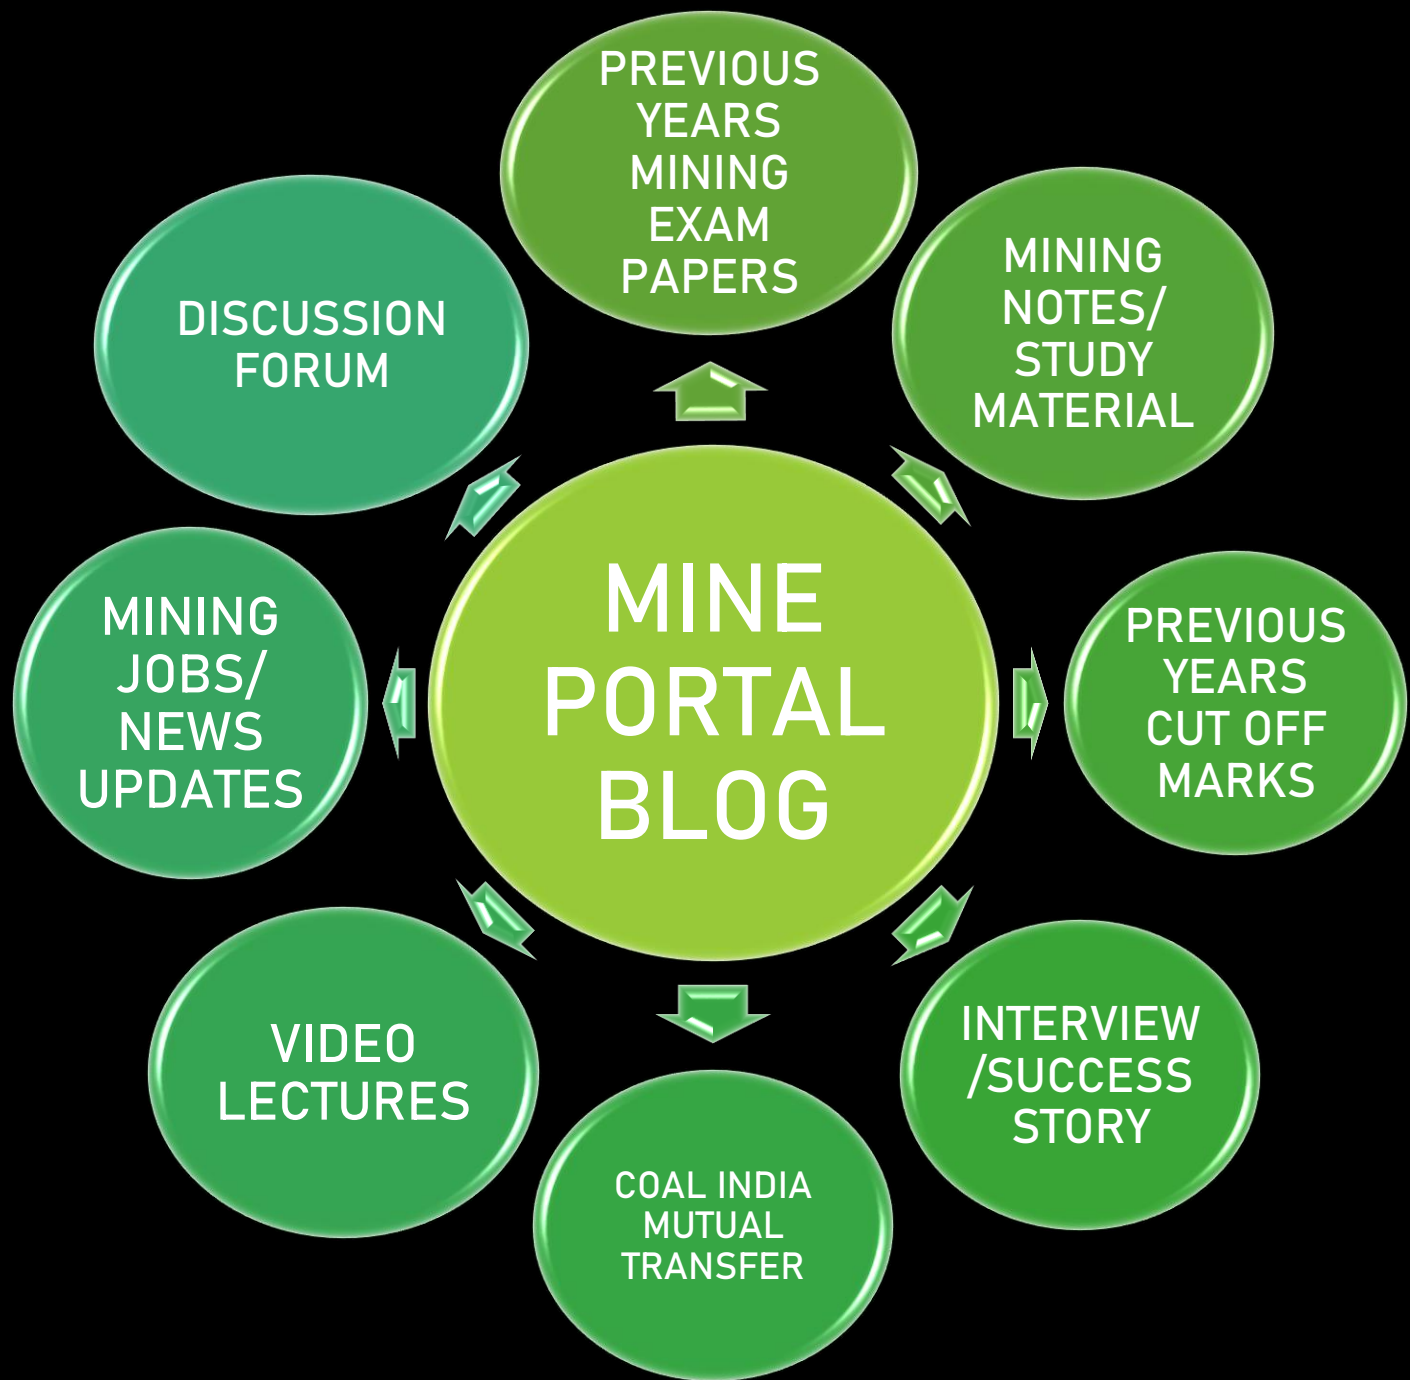 PREVIOUS
YEARS
MINING
EXAM
PAPERS
MINING
NOTES/
STUDY
MATERIAL
PREVIOUS
YEARS
CUT OFF
MARKS
INTERVIEW
/SUCCESS
STORY
COAL INDIA
MUTUAL
TRANSFER
VIDEO
LECTURES
MINING
JOBS/
NEWS
UPDATES
DISCUSSION
FORUM
MINE
PORTAL
BLOG